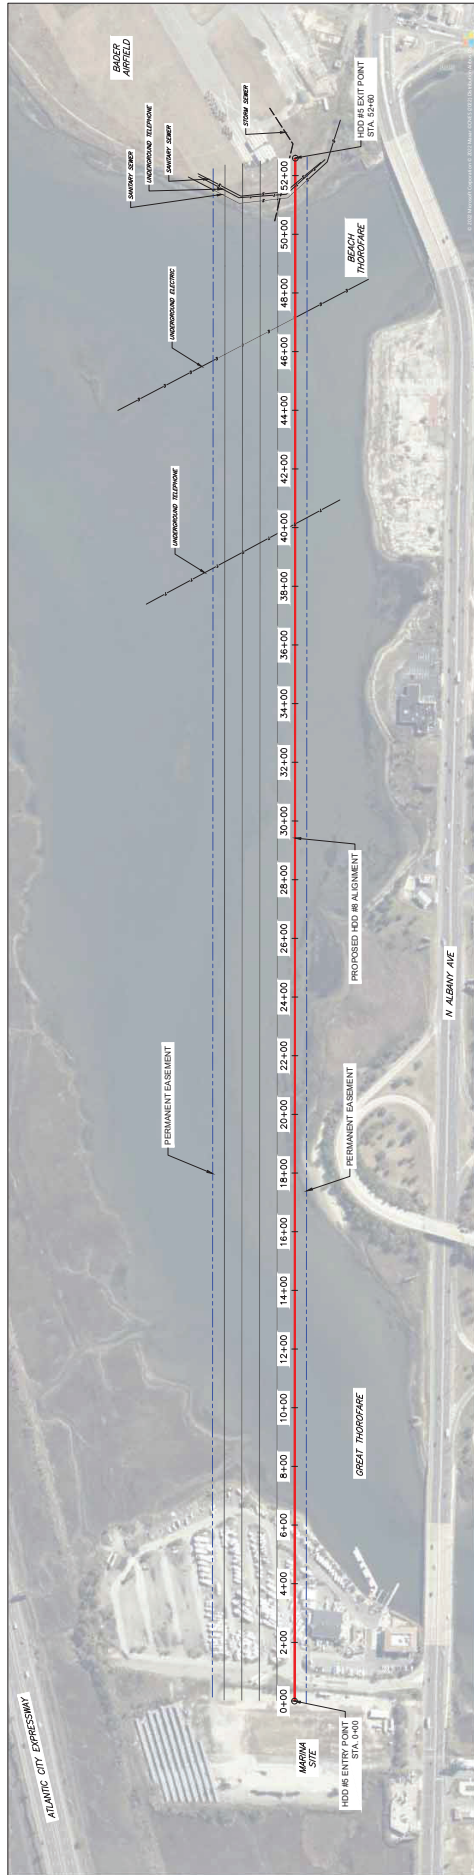 ATLANTIC CITY EXPRESSWAY
MARINA
SITE
HDD #5 ENTRY POINT
STA. 0+00
0+00
2+00
4+00
6+00
8+00
10+00
12+00
14+00
16+00
18+00
20+00
22+00
24+00
26+00
28+00
30+00
32+00
34+00
36+00
38+00
40+00
42+00
44+00
46+00
48+00
50+00
52+00
GREAT THOROFARE
PERMANENT EASEMENT
PERMANENT EASEMENT
N ALBANY AVE
PROPOSED HDD #8 ALIGNMENT
UNDERGROUND TELEPHONE
UNDERGROUND ELECTRIC
BEACH
THOROFARE
SANITARY SEWER
UNDERGROUND TELEPHONE
SANITARY SEWER
STORM SEWER
BADER
AIRFIELD
HDD #5 EXIT POINT
STA. 52+60